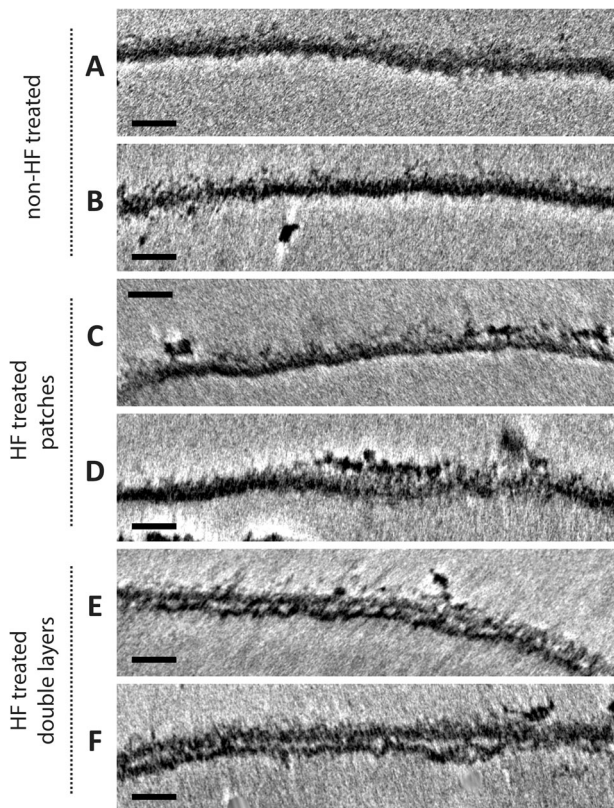 non-HF treated
A
B
HF treated
patches
C
D
HF treated
double layers
E
F